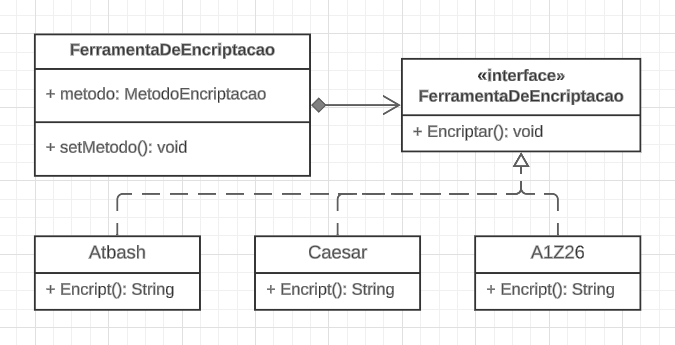 FerramentaDeEncriptacao
+ metodo: MetodoEncriptacao
+ setMetodo(): void
«interface»
FerramentaDeEncriptacao
+ Encriptar(): void
Atbash
+ Encript(): String
Caesar
+ Encript(): String
A1Z26
+ Encript(): String